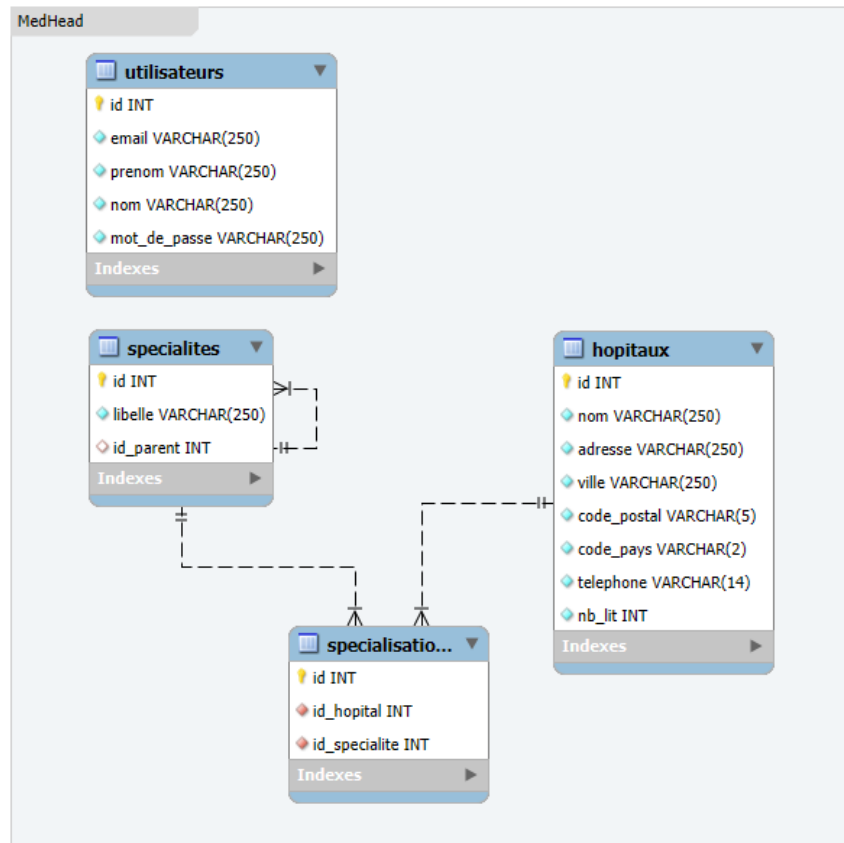 MedHead
utilisateurs
id INT
email VARCHAR(250)
prenom VARCHAR(250)
nom VARCHAR(250)
mot_de_passe VARCHAR(250)
Indexes
specialites
id INT
libelle VARCHAR(250)
id_parent INT
Indexes
hopitaux
id INT
nom VARCHAR(250)
adresse VARCHAR(250)
ville VARCHAR(250)
code_postal VARCHAR(5)
code_pays VARCHAR(2)
telephone VARCHAR(14)
nb_lit INT
Indexes
specialisatio...
id INT
id_hopital INT
id_specialite INT
Indexes